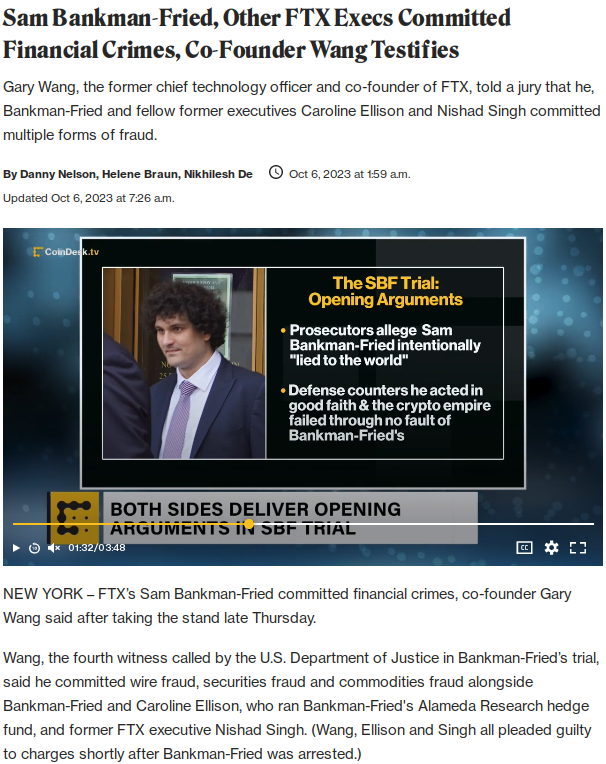 Sam Bankman-Fried, Other FTX Execs Committed
Financial Crimes, Co-Founder Wang Testifies
Gary Wang, the former chief technology officer and co-founder of FTX, told a jury that he,
Bankman-Fried and fellow former executives Caroline Ellison and Nishad Singh committed
multiple forms of fraud.
By Danny Nelson, Helene Braun, Nikhilesh De Oct 6, 2023 at 1:59 a.m.
Updated Oct 6, 2023 at 7:26 a.m.
CoinDesk.tv
The SBF Trial:
Opening Arguments
• Prosecutors allege Sam
Bankman-Fried intentionally
"lied to the world"
• Defense counters he acted in
good faith & the crypto empire
failed through no fault of
Bankman-Fried's
BOTH SIDES DELIVER OPENING
ARGUMENTS IN SBF TRIAL
01:32/03:48
CC
NEW YORK – FTX's Sam Bankman-Fried committed financial crimes, co-founder Gary
Wang said after taking the stand late Thursday.
Wang, the fourth witness called by the U.S. Department of Justice in Bankman-Fried's trial,
said he committed wire fraud, securities fraud and commodities fraud alongside
Bankman-Fried and Caroline Ellison, who ran Bankman-Fried's Alameda Research hedge
fund, and former FTX executive Nishad Singh. (Wang, Ellison and Singh all pleaded guilty
to charges shortly after Bankman-Fried was arrested.)